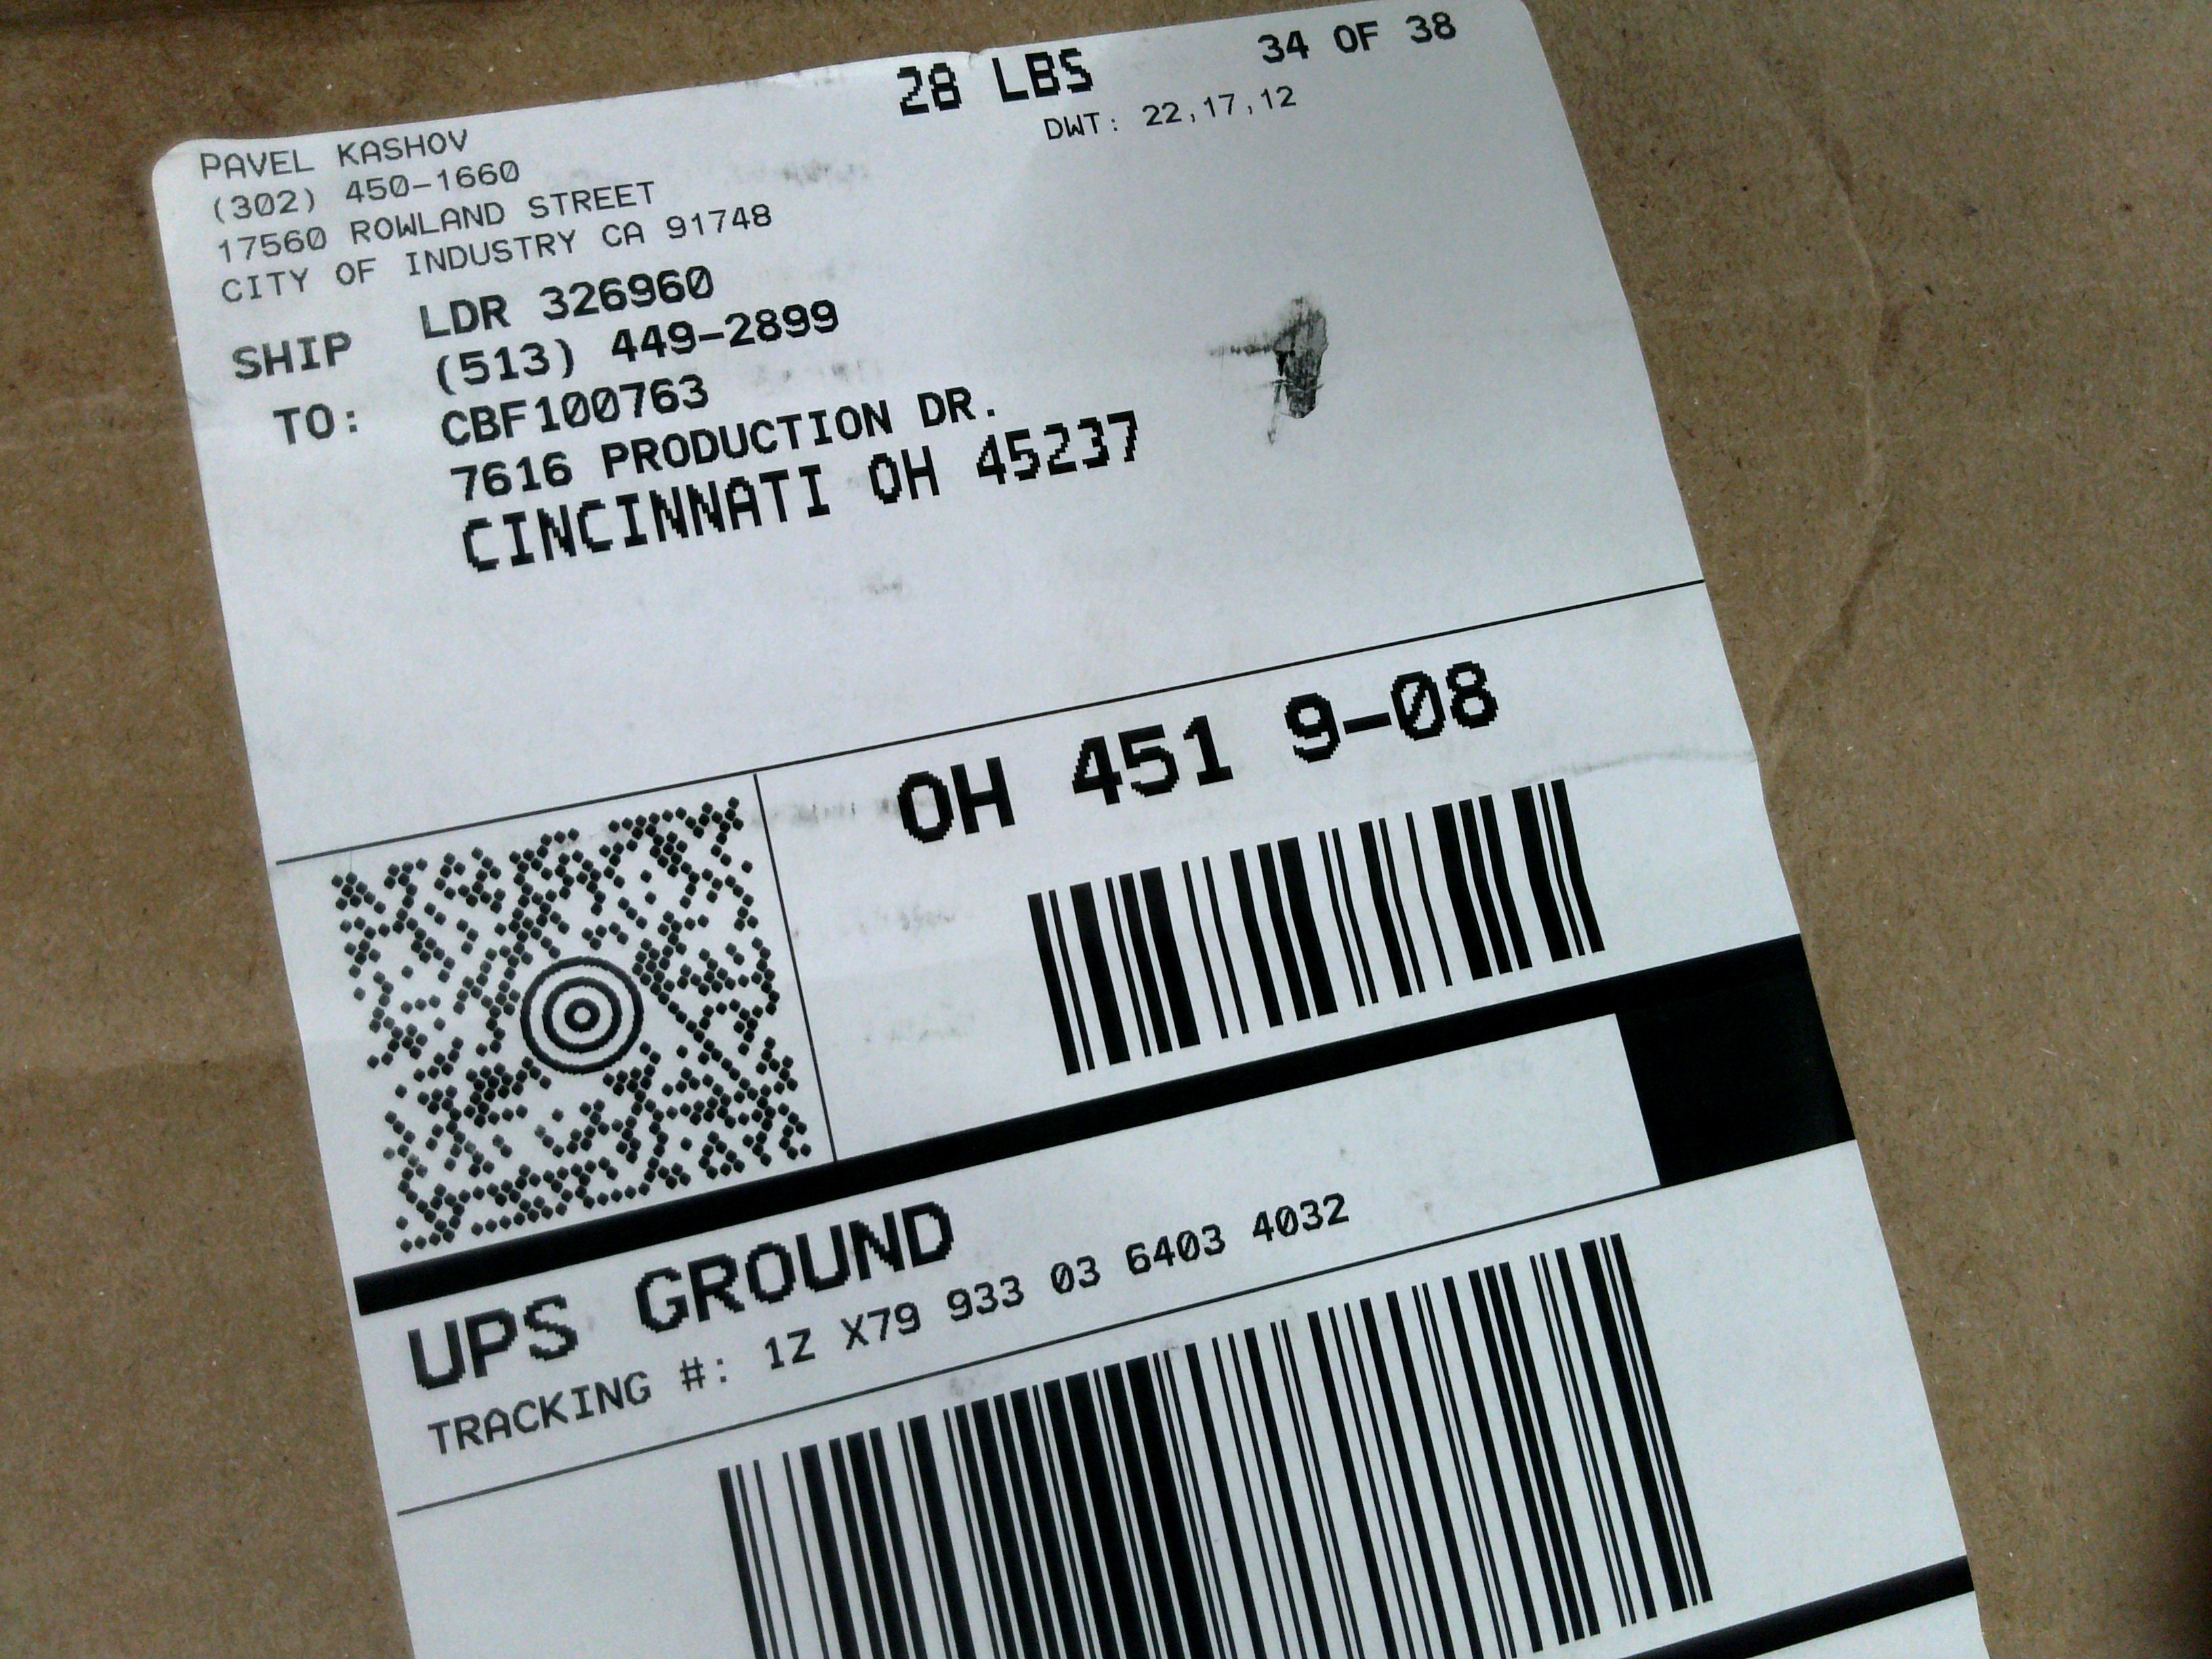 28 LBS
34 OF 38
DWT: 22,17,12
PAVEL KASHOV
(302) 450-1660
17560 ROWLAND STREET
CITY OF INDUSTRY CA 91748
SHIP
TO:
LDR 326960
(513) 449-2899
CBF100763
7616 PRODUCTION DR.
CINCINNATI OH 45237
OH 451 9-08
UPS GROUND
TRACKING #: 1Z X79 933 03 6403 4032